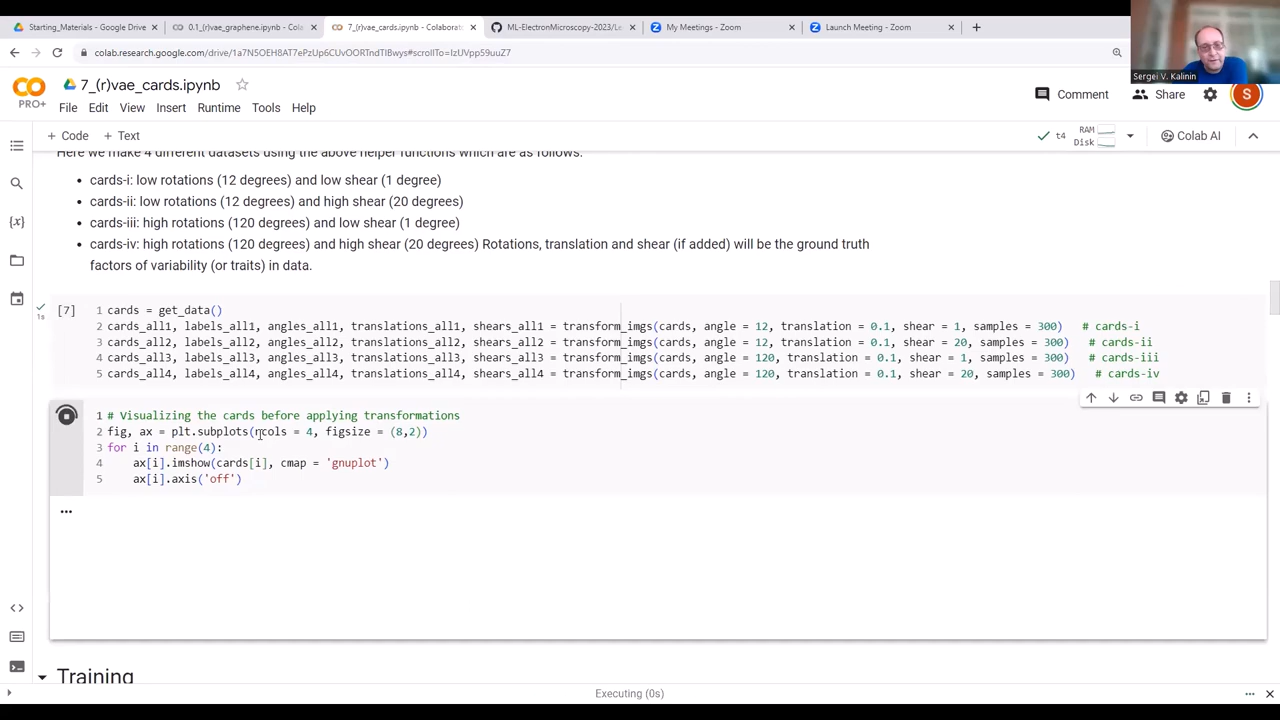 Starting_Materials - Google Drive
0.1_rvae_graphene.ipynb - Cola
7_(r)vae_cards.ipynb - Collaborat
ML-ElectronMicroscopy-2023/Le
My Meetings - Zoom
Launch Meeting - Zoom
colab.research.google.com/drive/1a7N5OEH8AT7ePzUp6CUvOORTndTIBwys#scrollTo=IzUVpp59uuZ7
Sergei V. Kalinin
7_(r)vae_cards.ipynb
PRO+
File Edit View Insert Runtime Tools Help
Comment
Share
S
+ Code + Text
t4
RAM
Disk
Colab AI
Here we make 4 different datasets using the above helper functions which are as follows:
• cards-i: low rotations (12 degrees) and low shear (1 degree)
• cards-ii: low rotations (12 degrees) and high shear (20 degrees)
• cards-iii: high rotations (120 degrees) and low shear (1 degree)
• cards-iv: high rotations (120 degrees) and high shear (20 degrees) Rotations, translation and shear (if added) will be the ground truth
factors of variability (or traits) in data.
[7]
1s
1 cards = get_data()
2 cards_all1, labels_all1, angles_all1, translations_all1, shears_all1 = transform_imgs(cards, angle = 12, translation = 0.1, shear = 1, samples = 300) # cards-i
3 cards_all2, labels_all2, angles_all2, translations_all2, shears_all2 = transform_imgs(cards, angle = 12, translation = 0.1, shear = 20, samples = 300) # cards-ii
4 cards_all3, labels_all3, angles_all3, translations_all3, shears_all3 = transform_imgs(cards, angle = 120, translation = 0.1, shear = 1, samples = 300) # cards-iii
5 cards_all4, labels_all4, angles_all4, translations_all4, shears_all4 = transform_imgs(cards, angle = 120, translation = 0.1, shear = 20, samples = 300) # cards-iv
1 # Visualizing the cards before applying transformations
2 fig, ax = plt.subplots(ncols = 4, figsize = (8,2))
3 for i in range(4):
4 ax[i].imshow(cards[i], cmap = 'gnuplot')
5 ax[i].axis('off')
Training
Executing (0s)